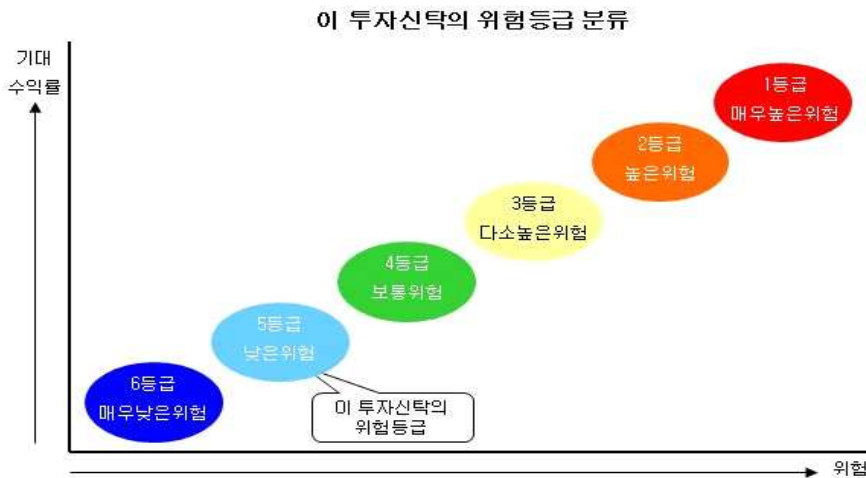 이 투자신탁의 위험등급 분류
기대
수익률
1등급
매우높은위험
2등급
높은위험
3등급
다소높은위험
4등급
보통위험
5등급
낮은위험
6등급
매우낮은위험
이 투자신탁의
위험등급
위험